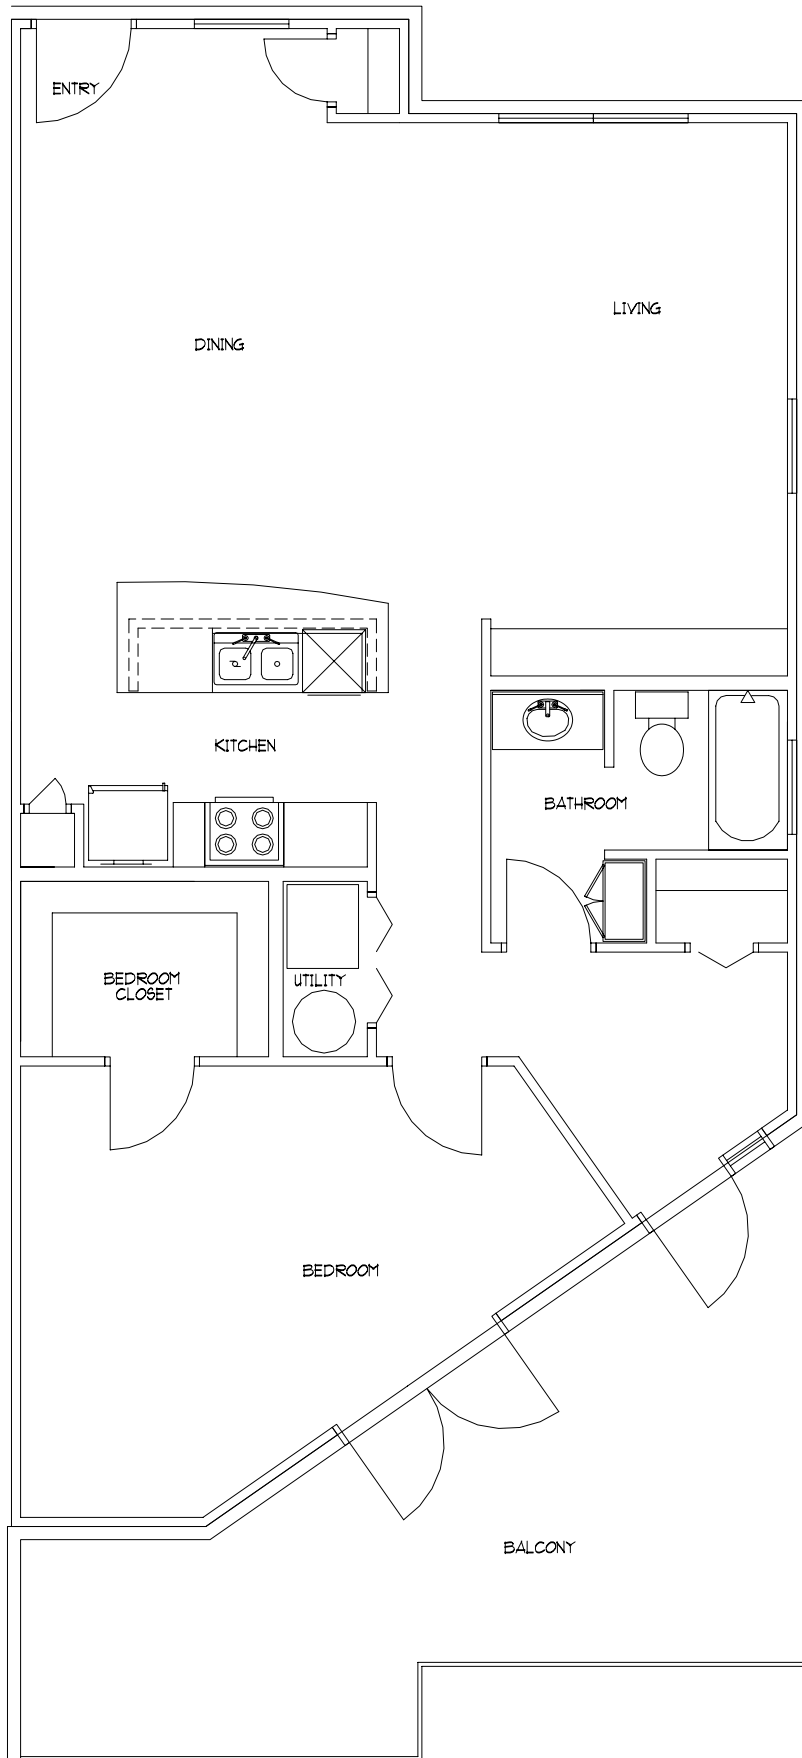 ENTRY
LIVING
DINING
KITCHEN
BATHROOM
BEDROOM
CLOSET
UTILITY
BEDROOM
BALCONY